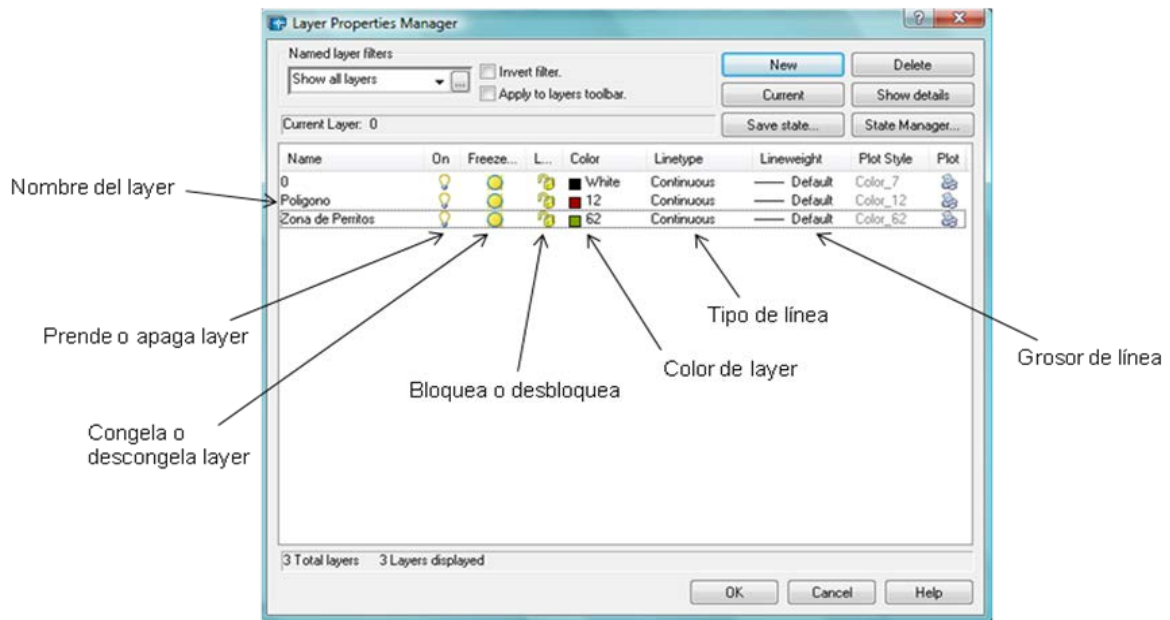 Layer Properties Manager
Named layer filters
Show all layers
...
Invert filter.
Apply to layers toolbar.
New
Delete
Current
Show details
Current Layer: 0
Save state...
State Manager...
Name On Freeze... L... Color Linetype Lineweight Plot Style Plot
0 White Continuous Default Color_7
Poligono 12 Continuous Default Color_12
Zona de Perritos 62 Continuous Default Color_62
Nombre del layer
Prende o apaga layer
Congela o
descongela layer
Bloquea o desbloquea
Color de layer
Tipo de línea
Grosor de línea
3 Total layers 3 Layers displayed
OK
Cancel
Help